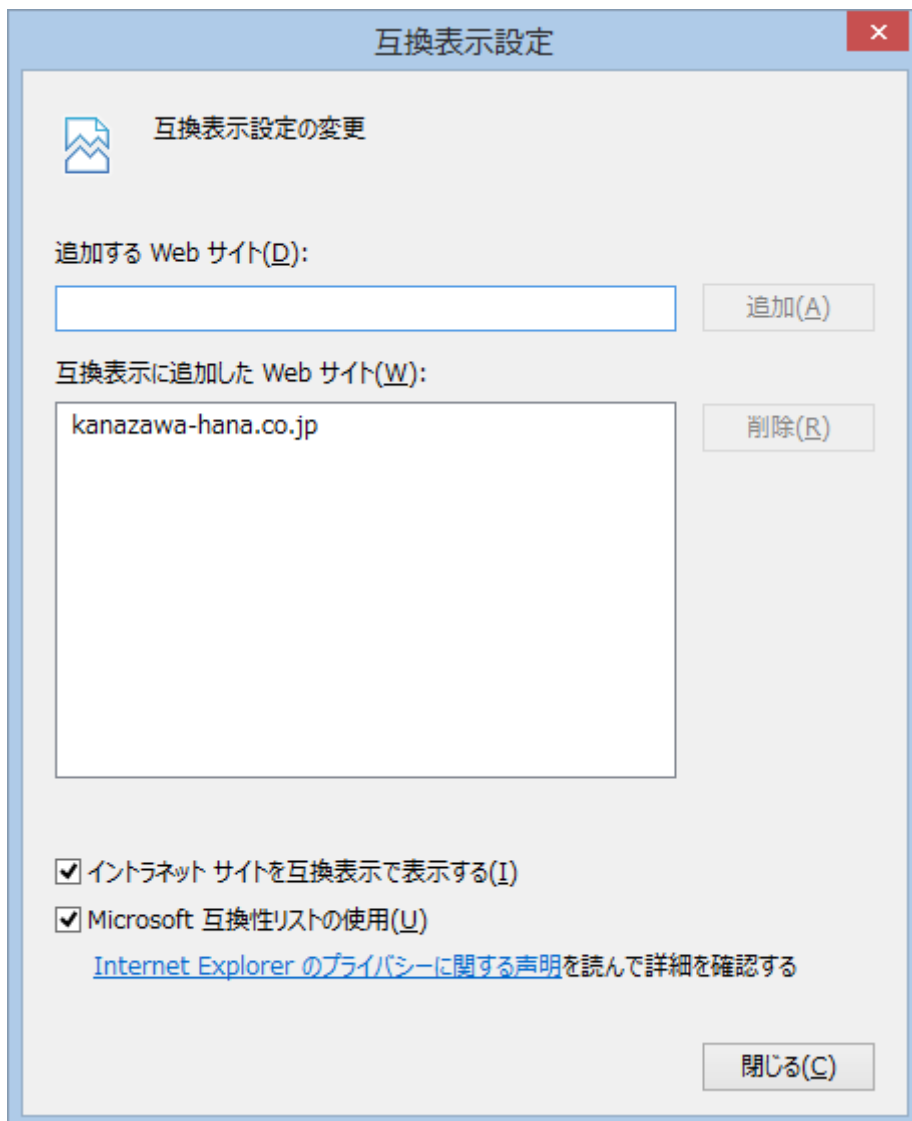 互換表示設定
互換表示設定の変更
追加する Web サイト(D):
追加(A)
互換表示に追加した Web サイト(W):
kanazawa-hana.co.jp
削除(R)
イントラネット サイトを互換表示で表示する(I)
Microsoft 互換性リストの使用(U)
Internet Explorer のプライバシーに関する声明を読んで詳細を確認する
閉じる(C)